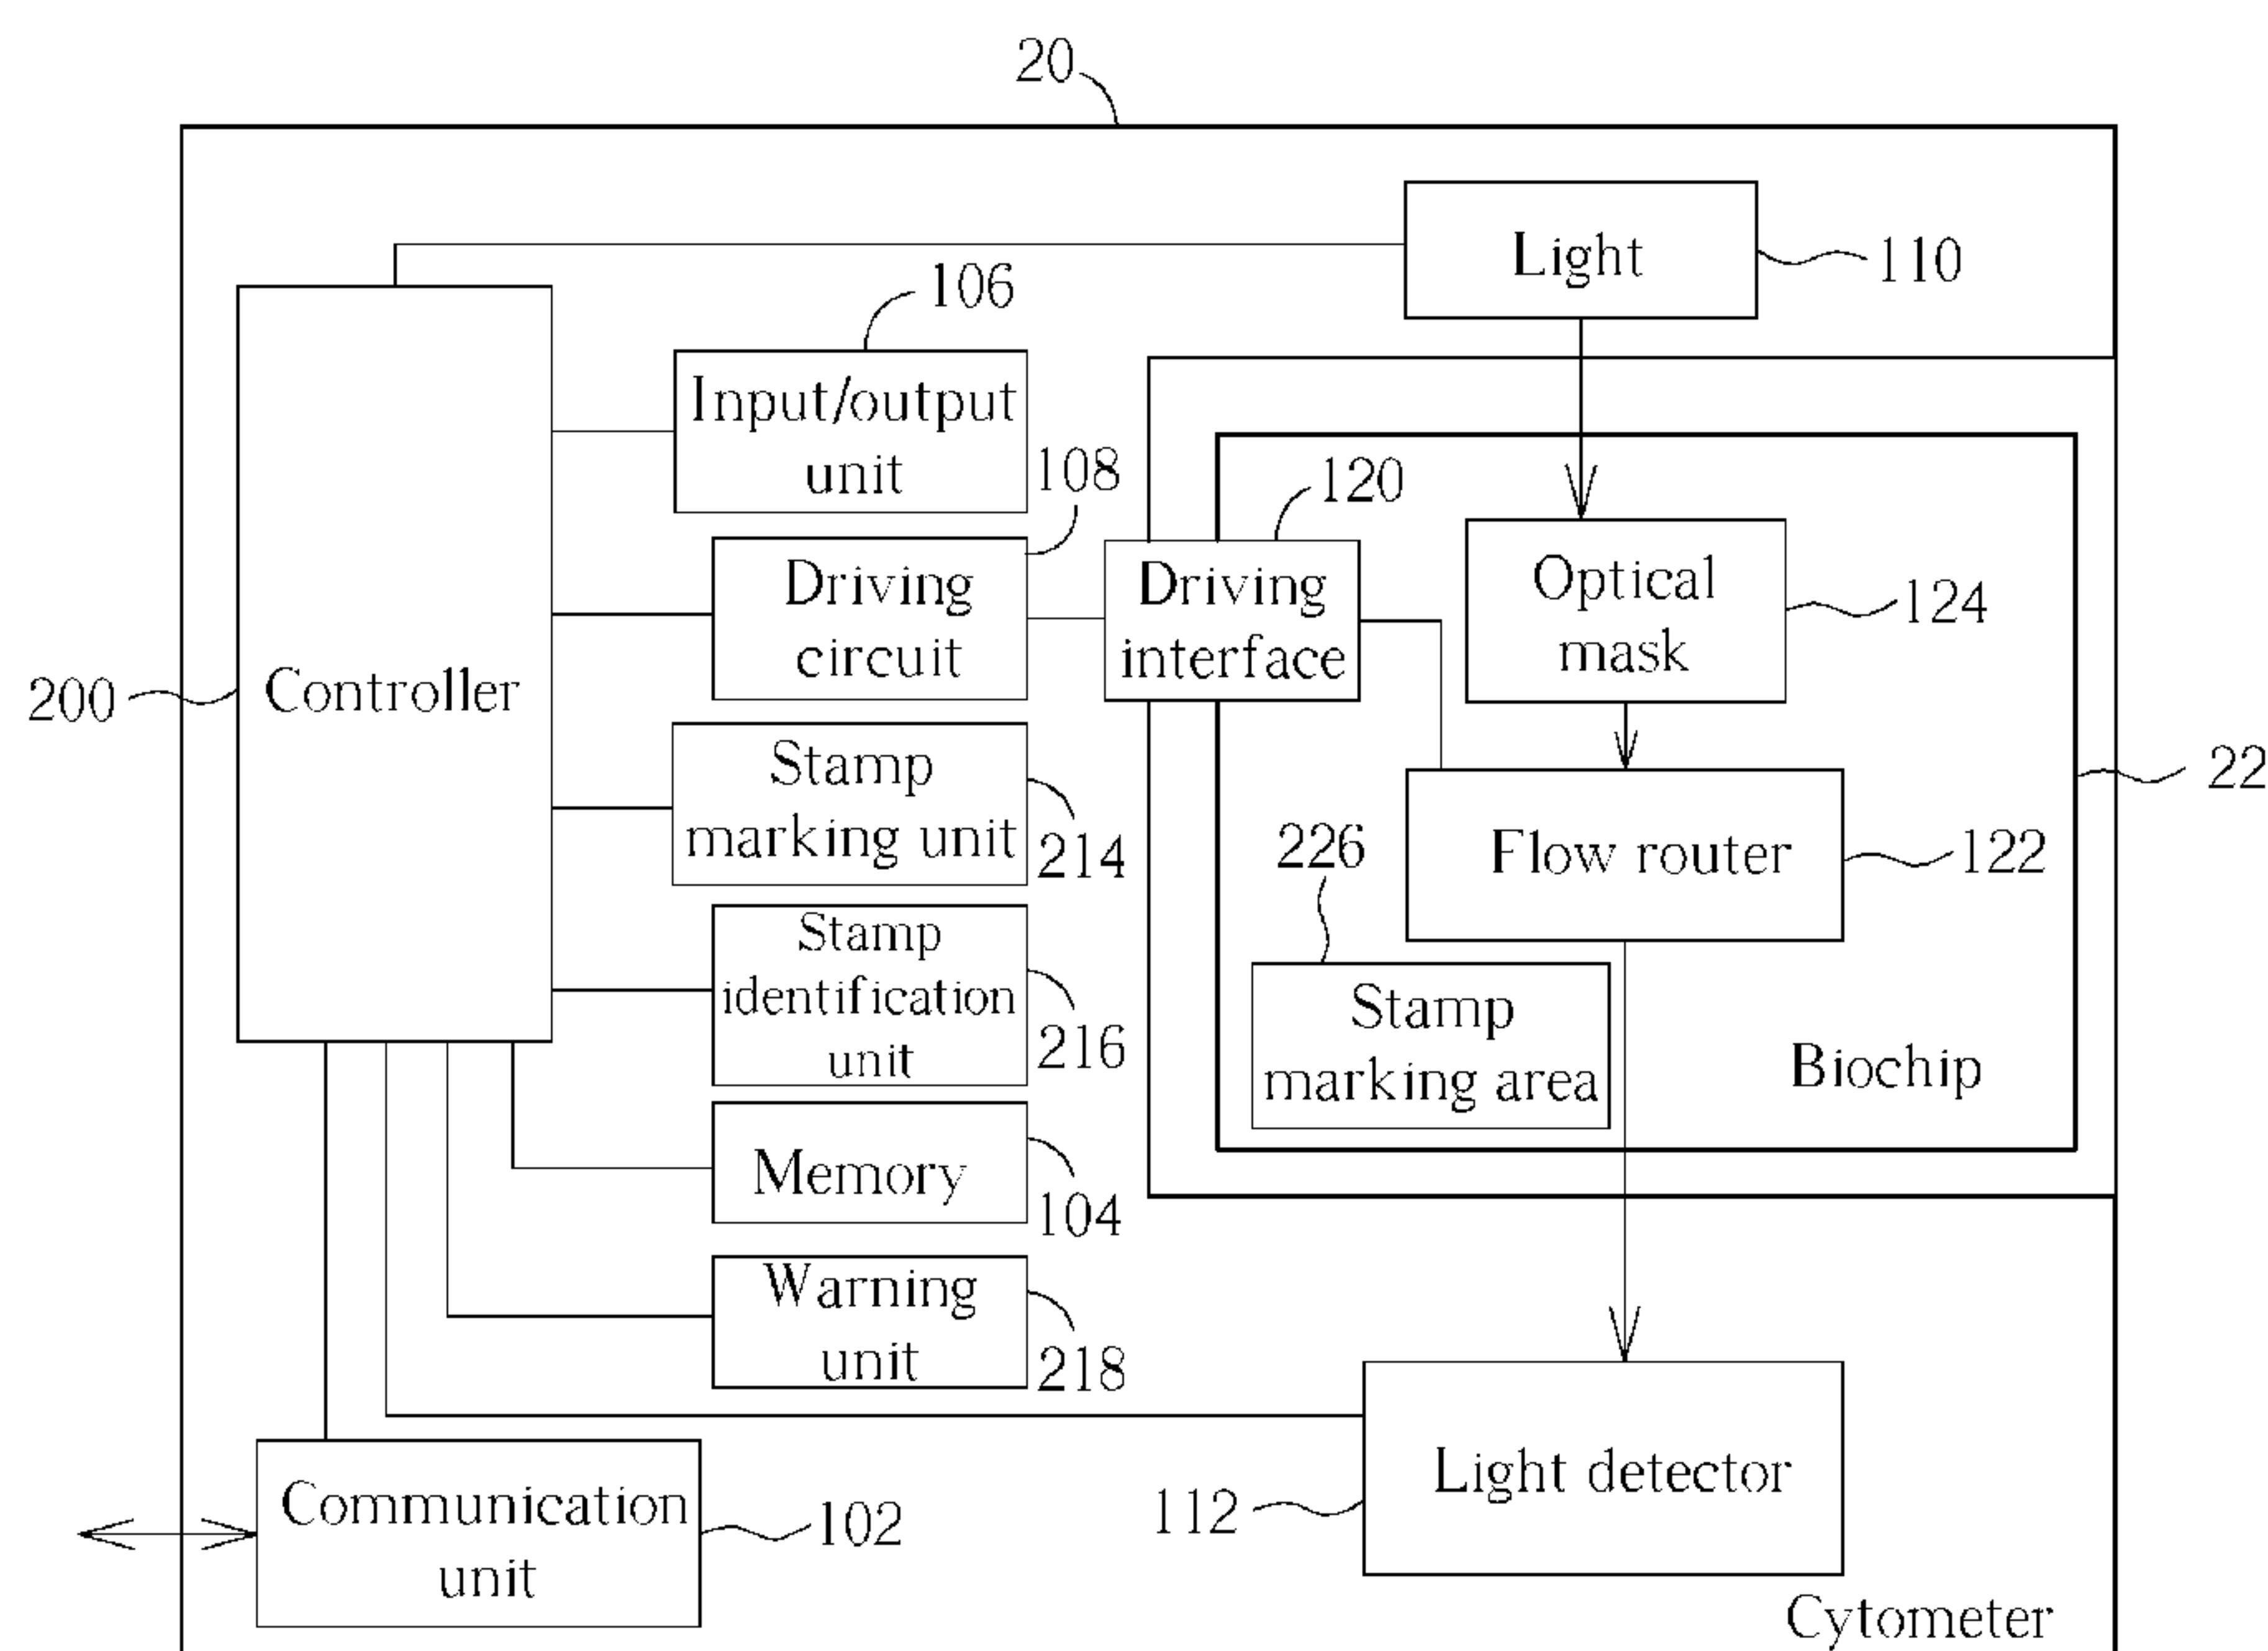 20
Light
110
106
Input/output
unit
108
120
Driving
circuit
Driving
interface
Optical
mask
124
200
Controller
Stamp
marking unit
214
22
226
Flow router
122
Stamp
identification
unit
216
Stamp
marking area
Biochip
Memory
104
Warning
unit
218
Light detector
112
Communication
unit
102
Cytometer